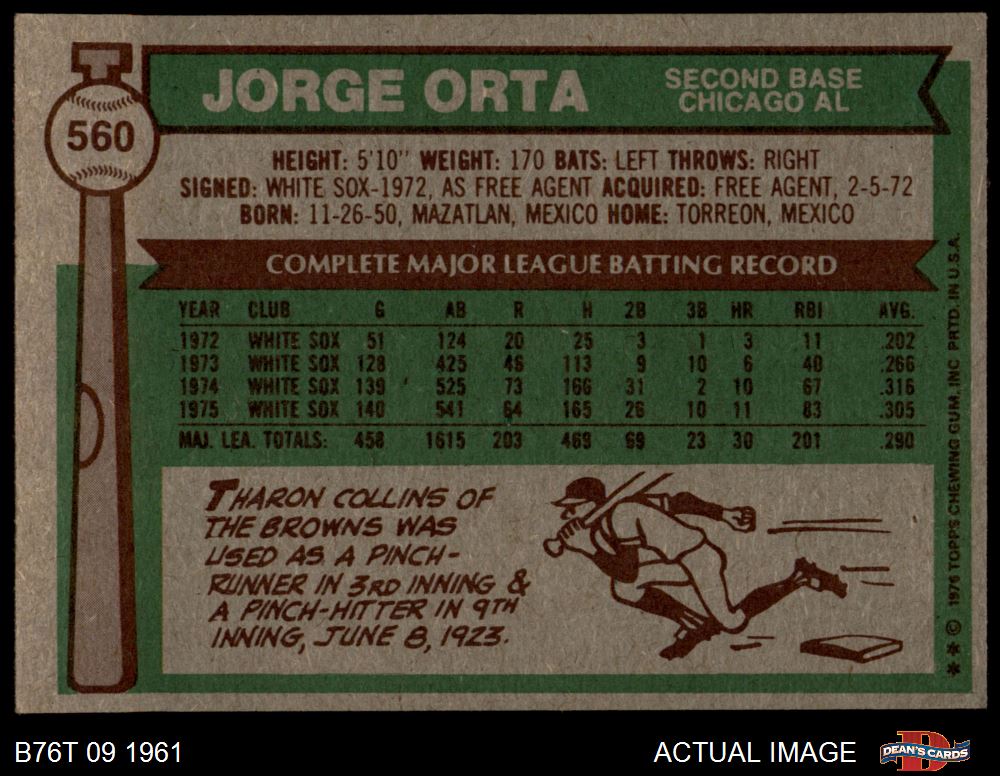 JORGE ORTA
SECOND BASE
CHICAGO AL
560
HEIGHT: 5'10" WEIGHT: 170 BATS: LEFT THROWS: RIGHT
SIGNED: WHITE SOX-1972, AS FREE AGENT ACQUIRED: FREE AGENT, 2-5-72
BORN: 11-26-50, MAZATLAN, MEXICO HOME: TORREON, MEXICO
COMPLETE MAJOR LEAGUE BATTING RECORD
YEAR CLUB G AB R H 2B 3B HR RBI AVG.
1972 WHITE SOX 51 124 20 25 3 1 3 11 .202
1973 WHITE SOX 128 425 46 113 9 10 6 40 .266
1974 WHITE SOX 139 525 73 166 31 2 10 67 .316
1975 WHITE SOX 140 541 64 165 26 10 11 83 .305
MAJ. LEA. TOTALS: 458 1615 203 469 69 23 30 201 .290
THARON COLLINS OF
THE BROWNS WAS
USED AS A PINCH-
RUNNER IN 3RD INNING &
A PINCH-HITTER IN 9TH
INNING, JUNE 8, 1923.
** © 1976 TOPPS CHEWING GUM, INC PRTD. IN U.S.A.
B76T 09 1961
ACTUAL IMAGE
D
DEAN'S CARDS